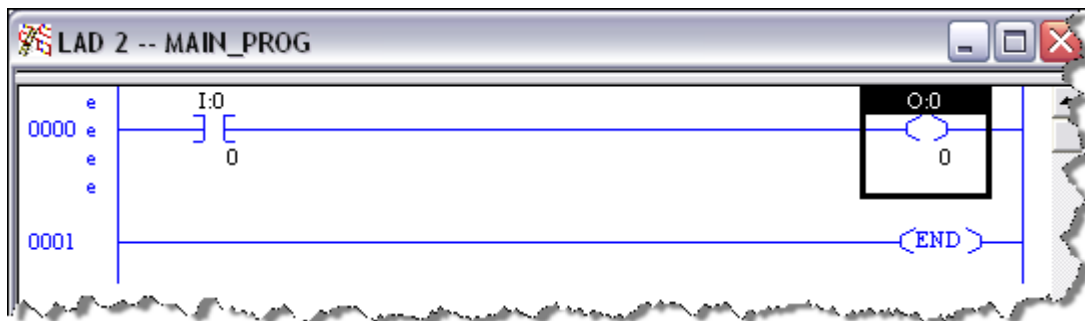 LAD 2 -- MAIN_PROG
e I:0 O:0
0000 e
e 0 0
e
0001 END